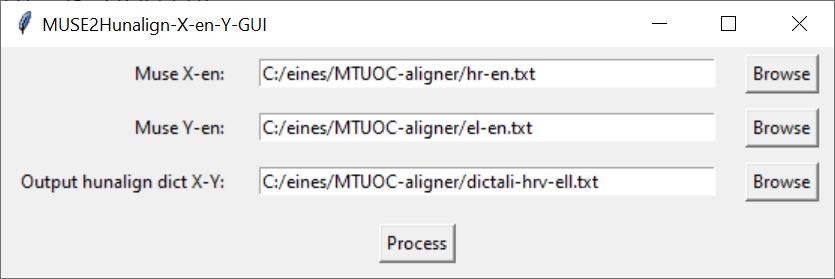 MUSE2Hunalign-X-en-Y-GUI
Muse X-en: C:/eines/MTUOC-aligner/hr-en.txt Browse
Muse Y-en: C:/eines/MTUOC-aligner/el-en.txt Browse
Output hunalign dict X-Y: C:/eines/MTUOC-aligner/dictali-hrv-ell.txt Browse
Process